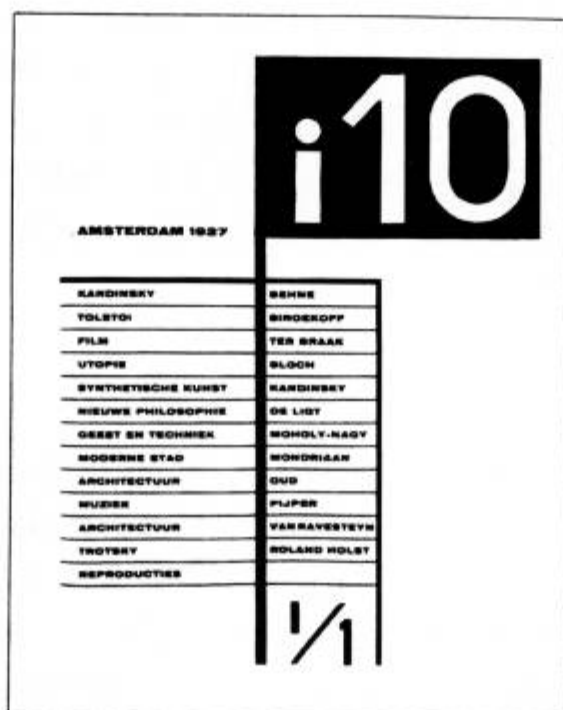 i10
AMSTERDAM 1927
KANDINSKY BEHNE
TOLSTOI BIROEKOFF
FILM TER BRAAK
UTOPIE BLOCH
SYNTHETISCHE KUNST KANDINSKY
NIEUWE PHILOSOPHIE DE LIGT
GEEST EN TECHNIEK MOHOLY-NAGY
MODERNE STAD MONDRIAAN
ARCHITECTUUR OUD
MUZIEK PIJPER
ARCHITECTUUR VAN RAVESTEYN
TROTSKY ROLAND HOLST
REPRODUCTIES
1/1